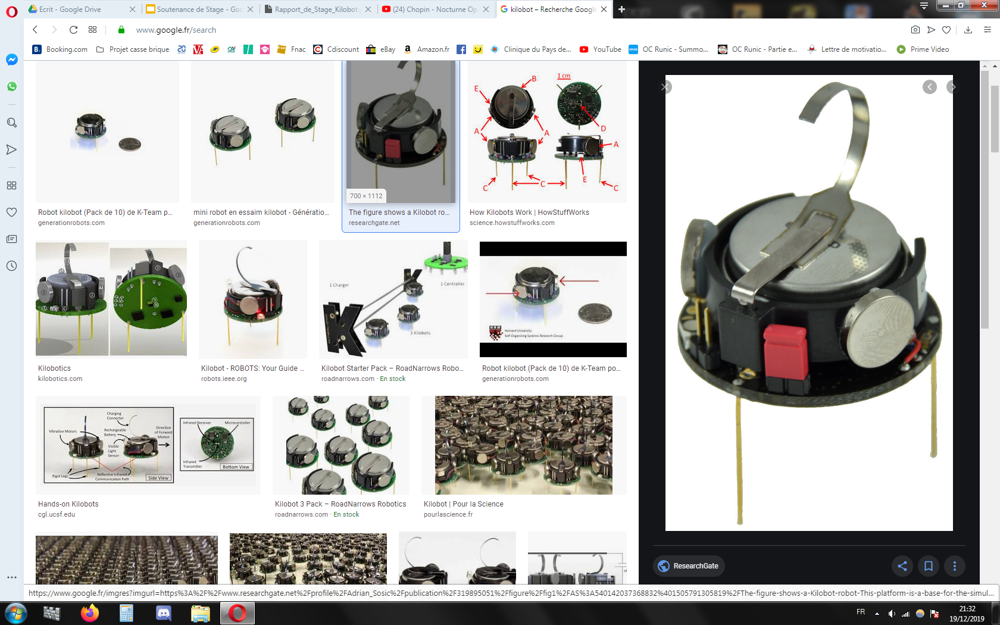 Ecrit - Google Drive
Soutenance de Stage - Goo
Rapport_de_Stage_Kilobot.
(24) Chopin - Nocturne Op.
kilobot – Recherche Google
www.google.fr/search
Booking.com
Projet casse brique
Fnac
Cdiscount
eBay
Amazon.fr
Clinique du Pays de...
YouTube
OC Runic - Summo...
OC Runic - Partie e...
Lettre de motivatio...
Prime Video
700 × 1112
1 cm
B
E
A
A
D
A
E
C
C
C
Robot kilobot (Pack de 10) de K-Team p...
generationrobots.com
mini robot en essaim kilobot - Génératio...
generationrobots.com
The figure shows a Kilobot ro...
researchgate.net
How Kilobots Work | HowStuffWorks
science.howstuffworks.com
1 Charger
1 Controller
3 Kilobots
Harvard University
Self-Organizing Systems Research Group
Kilobotics
kilobotics.com
Kilobot - ROBOTS: Your Guide ...
robots.ieee.org
Kilobot Starter Pack – RoadNarrows Robo...
roadnarrows.com · En stock
Robot kilobot (Pack de 10) de K-Team po...
generationrobots.com
Charging
Connecter
Vibration Motors
Rechargeable
Battery
Direction
of Forward
Motion
Visible
Light
Sensor
Rigid Legs
Reflective Infrared
Communication Path
Side View
Infrared Receiver
Microcontroller
Infrared
Transmitter
Bottom View
Hands-on Kilobots
cgl.ucsf.edu
Kilobot 3 Pack – RoadNarrows Robotics
roadnarrows.com · En stock
Kilobot | Pour la Science
pourlascience.fr
ResearchGate
https://www.google.fr/imgres?imgurl=https%3A%2F%2Fwww.researchgate.net%2Fprofile%2FAdrian_Sosic%2Fpublication%2F319895051%2Ffigure%2Ffig1%2FAS%3A540142037368832%401505791305819%2FThe-figure-shows-a-Kilobot-robot-This-platform-is-a-base-for-the-simul...
FR
21:32
19/12/2019